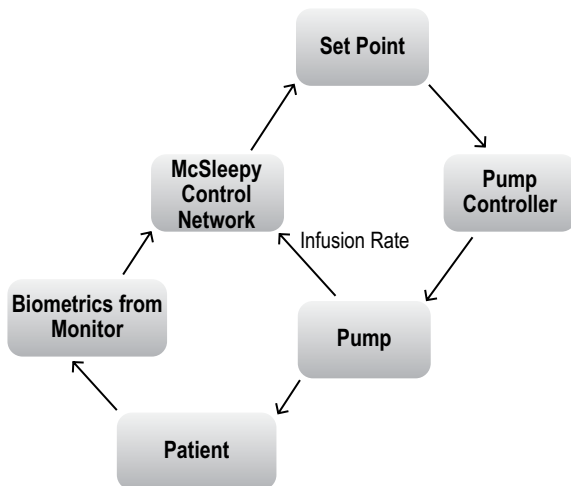 Set Point
McSleepy
Control
Network
Pump
Controller
Infusion Rate
Biometrics from
Monitor
Pump
Patient